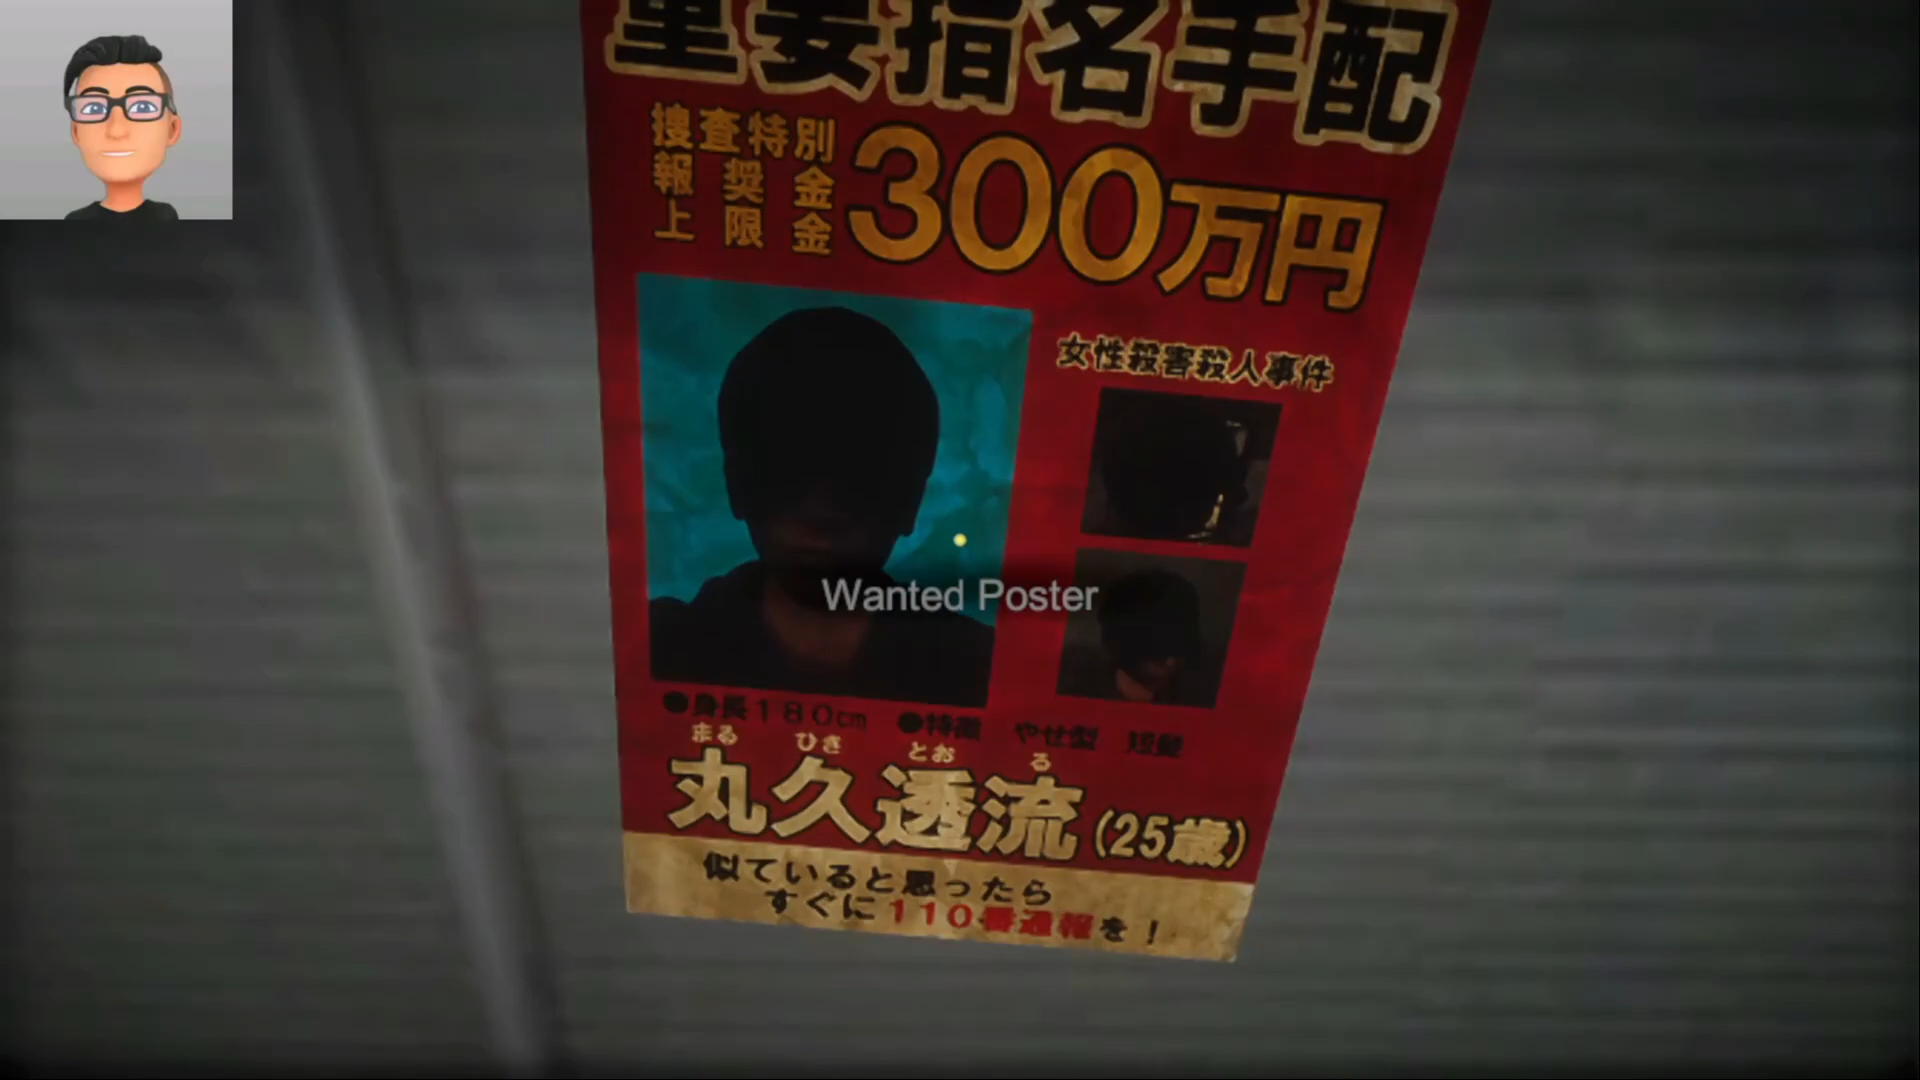 重要指名手配
捜査特別
報奨金
上限金
300万円
女性殺害殺人事件
Wanted Poster
●身長180cm ●特徴 やせ型 短髪
まる ひさ とお る
丸久透流(25歳)
似ていると思ったら
すぐに110番通報を!